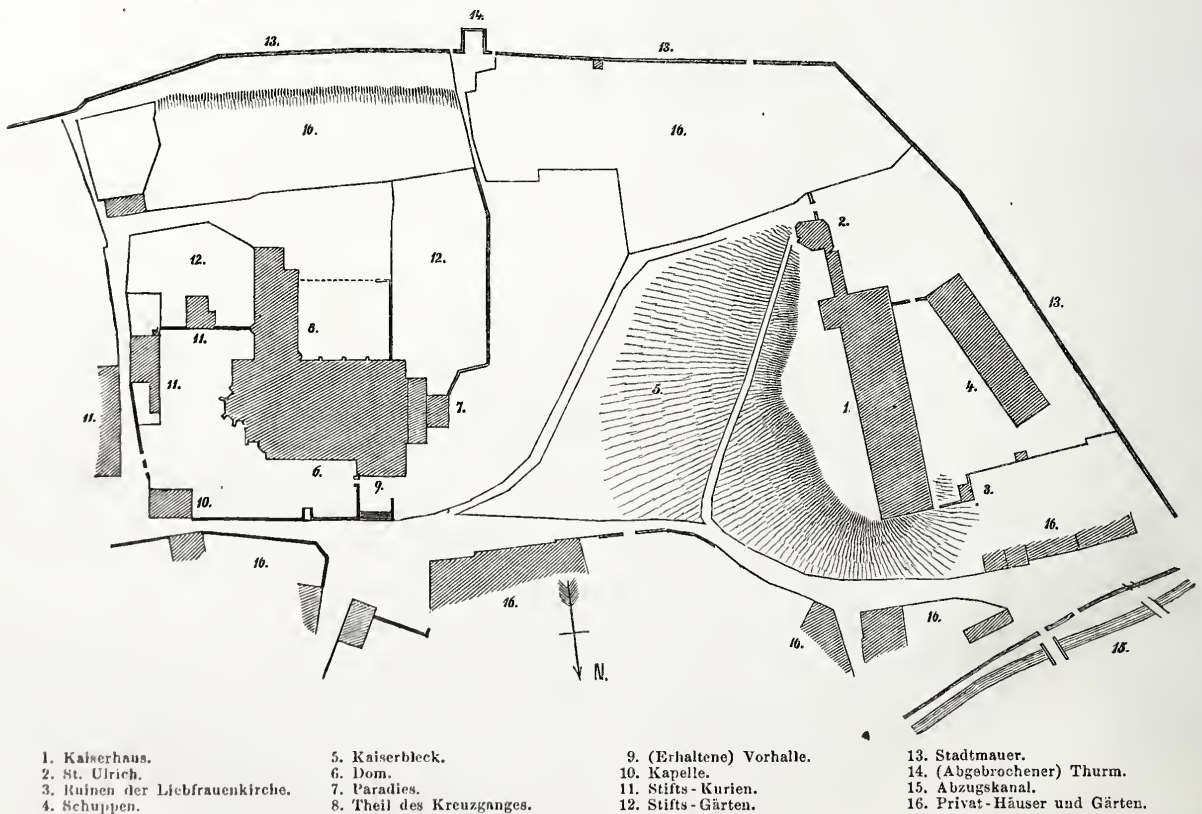 14.
13.
13.
16.
16.
2.
12.
12.
13.
11.
8.
5.
1.
4.
11.
11.
7.
6.
9.
3.
10.
16.
16.
16.
16.
16.
15.
N.
1. Kaiserhaus.
2. St. Ulrich.
3. Ruinen der Liebfrauenkirche.
4. Schuppen.
5. Kaiserbleck.
6. Dom.
7. Paradies.
8. Theil des Kreuzganges.
9. (Erhaltene) Vorhalle.
10. Kapelle.
11. Stifts-Kurien.
12. Stifts-Gärten.
13. Stadtmauer.
14. (Abgebrochener) Thurm.
15. Abzugskanal.
16. Privat-Häuser und Gärten.